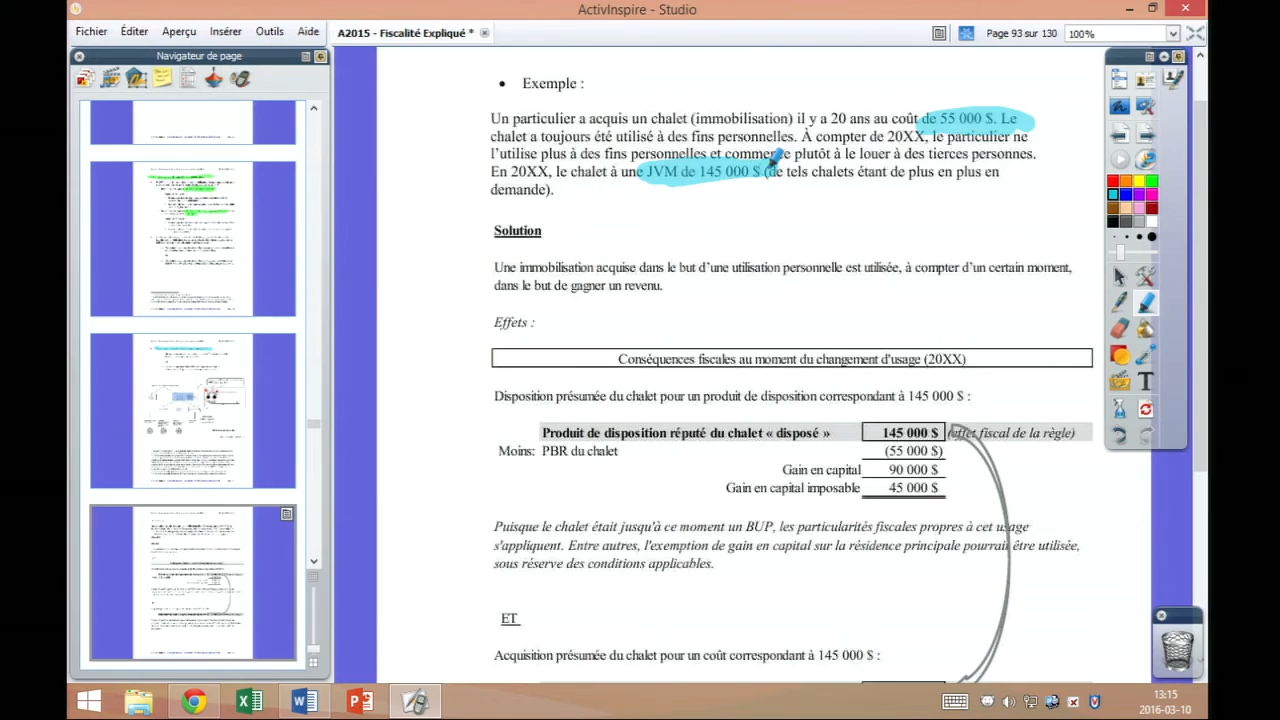 ActivInspire - Studio
Fichier Éditer Aperçu Insérer Outils Aide
A2015 - Fiscalité Expliqué *
Page 93 sur 130
100%
Navigateur de page
• Exemple :
Un particulier a acquis un chalet (immobilisation) il y a 20 ans au coût de 55 000 $. Le
chalet a toujours été utilisé à des fins personnelles. À compter de 20XX, le particulier ne
l'utilise plus à des fins personnelles et commence plutôt à le louer à des tierces personnes.
En 20XX, le chalet a une JVM de 145 000 $ (de tels chalets étant de plus en plus en
demande).
Solution
Une immobilisation acquise dans le but d'une utilisation personnelle est utilisée, à compter d'un certain moment,
dans le but de gagner un revenu.
Effets :
Conséquences fiscales au moment du changement d'usage (20XX)
Disposition présumée du chalet pour un produit de disposition correspondant à 145 000 $ :
Produit de disposition réputé du chalet « disposé » 145 000 $ (effet fiscal de la règle)
Moins: PBR du chalet (55 000 $)
Gain en capital 90 000 $
Gain en capital imposable 45 000 $
Puisque le chalet était jusqu'à ce moment un BUP, les particularités fiscales propres à cet usage
s'appliquent. Entre autres, l'exemption de gain en capital sur la résidence principale pourrait être utilisée,
sous réserve des autres règles applicables.
ET
Acquisition présumée du chalet pour un coût correspondant à 145 000 $ :
13:15
2016-03-10